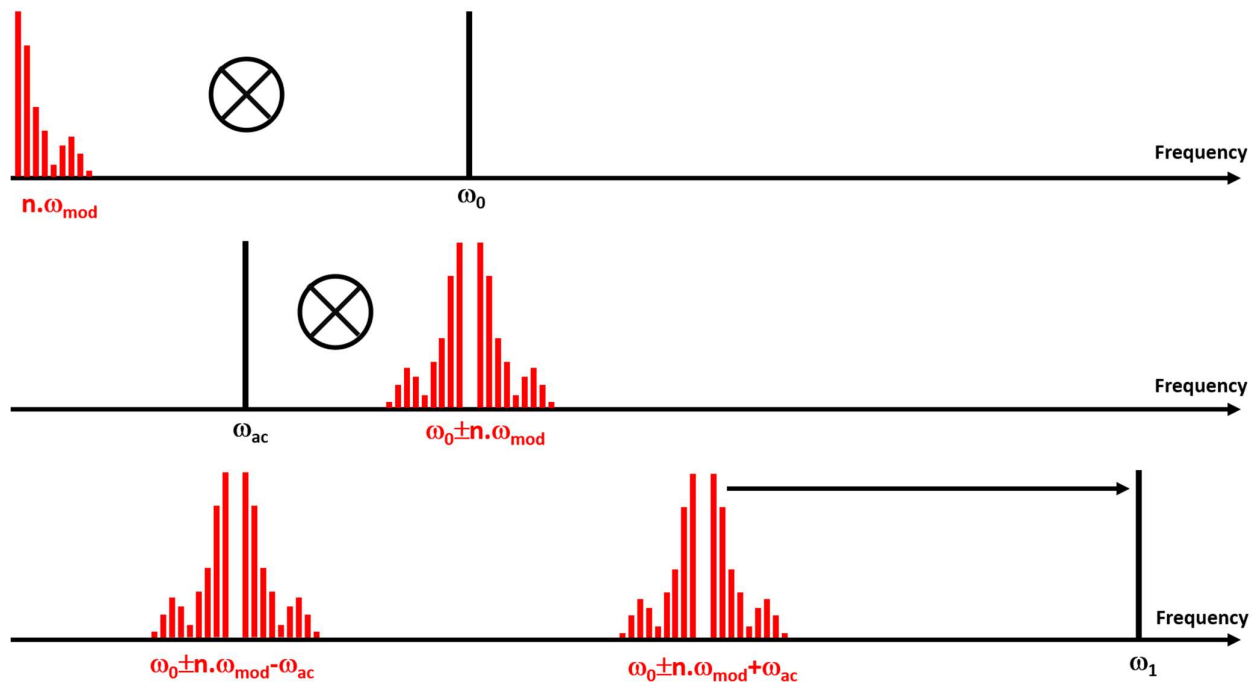 Frequency
n.ωmod
ω0
Frequency
ωac
ω0±n.ωmod
Frequency
ω0±n.ωmod-ωac
ω0±n.ωmod+ωac
ω1